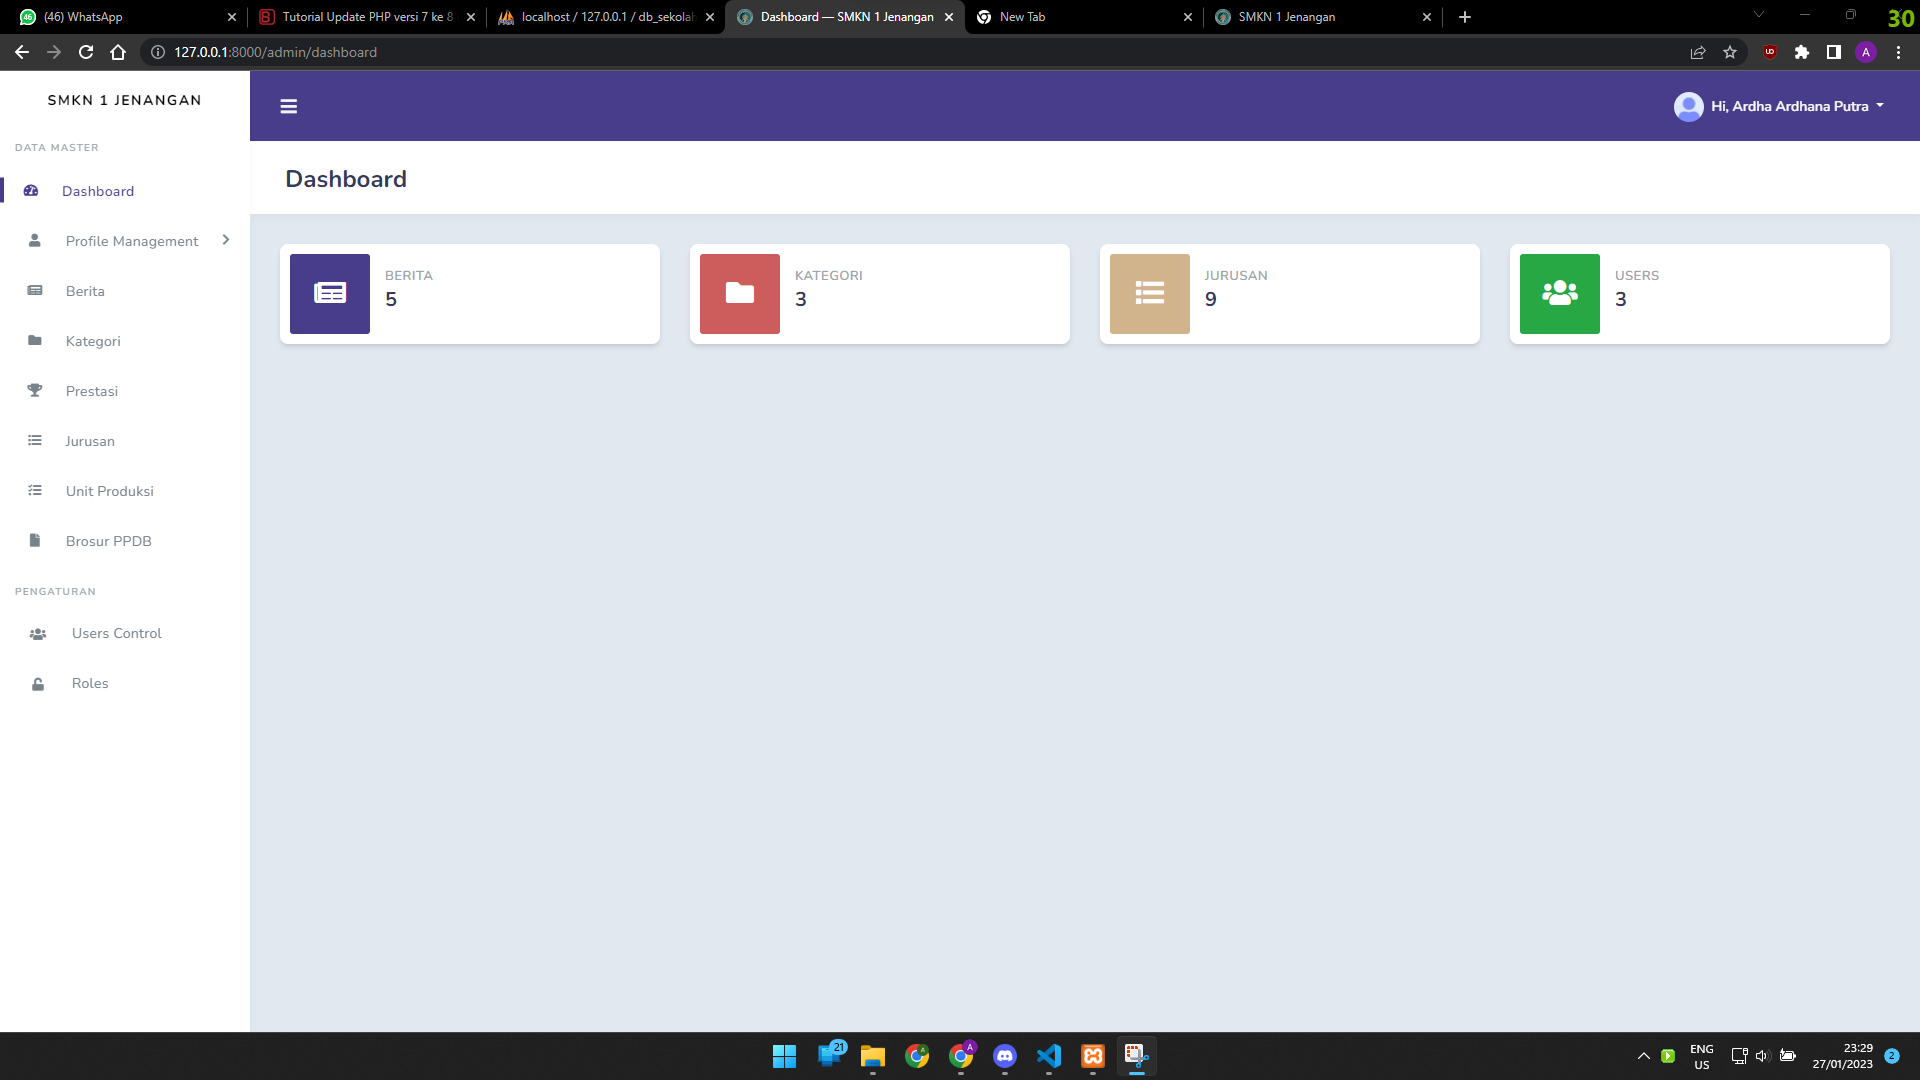 46
(46) WhatsApp
B
Tutorial Update PHP versi 7 ke 8
localhost / 127.0.0.1 / db_sekolah
Dashboard — SMKN 1 Jenangan
New Tab
SMKN 1 Jenangan
30
127.0.0.1:8000/admin/dashboard
A
SMKN 1 JENANGAN
Hi, Ardha Ardhana Putra
DATA MASTER
Dashboard
Profile Management
Berita
Kategori
Prestasi
Jurusan
Unit Produksi
Brosur PPDB
PENGATURAN
Users Control
Roles
Dashboard
BERITA
5
KATEGORI
3
JURUSAN
9
USERS
3
21
A
A
ENG
US
23:29
27/01/2023
2